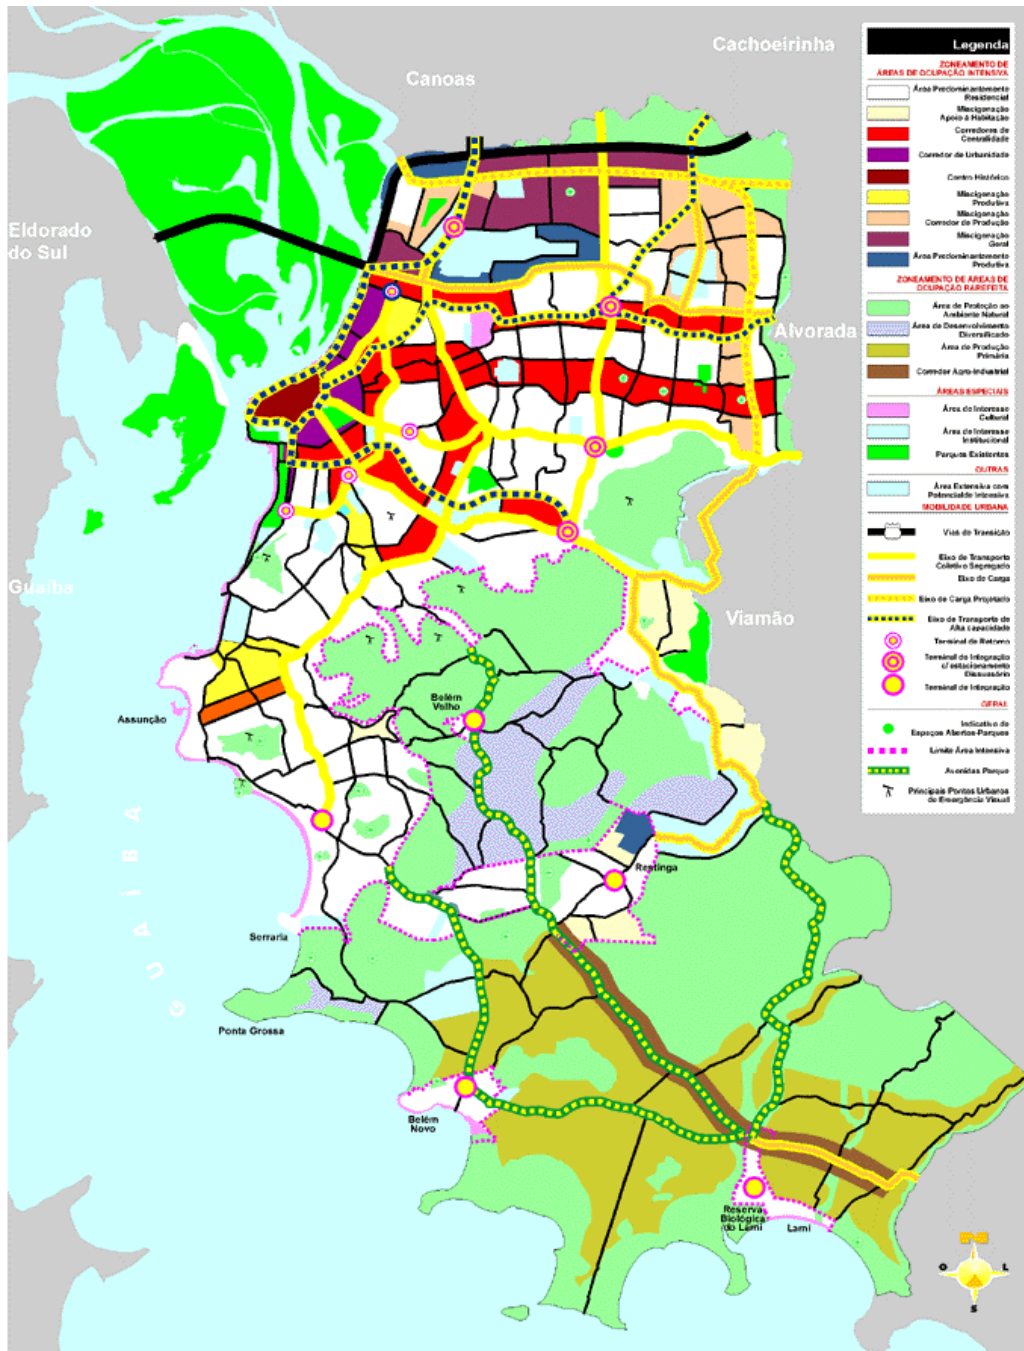 Cachoeirinha
Canoas
Eldorado
do Sul
Alvorada
Guaíba
Viamão
Assunção
Belém
Velho
Restinga
Serraria
Ponta Grossa
Belém
Novo
Reserva
Biológica
do Lami
Lami
GUAÍBA
O
L
S
Legenda
ZONEAMENTO DE
ÁREAS DE OCUPAÇÃO INTENSIVA
Área Predominantemente
Residencial
Miscigenação
Apoio à Habitação
Corredores de
Centralidade
Corredor de Urbanidade
Centro Histórico
Miscigenação
Produtiva
Miscigenação
Corredor de Produção
Miscigenação
Geral
Área Predominantemente
Produtiva
ZONEAMENTO DE ÁREAS DE
OCUPAÇÃO RAREFEITA
Área de Proteção ao
Ambiente Natural
Área de Desenvolvimento
Diversificado
Área de Produção
Primária
Corredor Agro-Industrial
ÁREAS ESPECIAIS
Área de Interesse
Cultural
Área de Interesse
Institucional
Parques Existentes
OUTRAS
Área Extensiva com
Potencial de Intensiva
MOBILIDADE URBANA
Vias de Transição
Eixo de Transporte
Coletivo Segregado
Eixo de Carga
Eixo de Carga Projetado
Eixo de Transporte de
Alta capacidade
Terminal de Retorno
Terminal de Integração
c/ estacionamento
Dissuasório
Terminal de Integração
GERAL
Indicativo de
Espaços Abertos-Parques
Limite Área Intensiva
Avenidas Parque
Principais Pontos Urbanos
de Emergência Visual